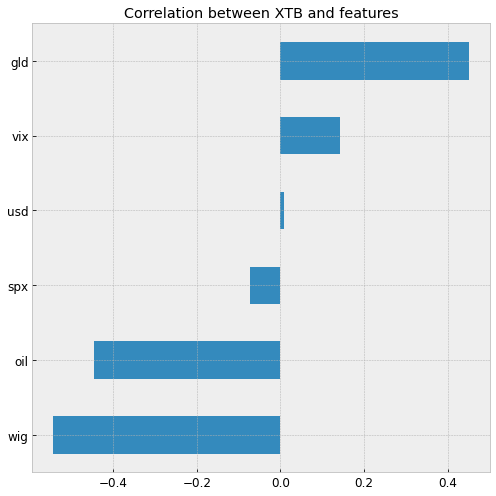 Correlation between XTB and features
gld
vix
usd
spx
oil
wig
−0.4 −0.2 0.0 0.2 0.4